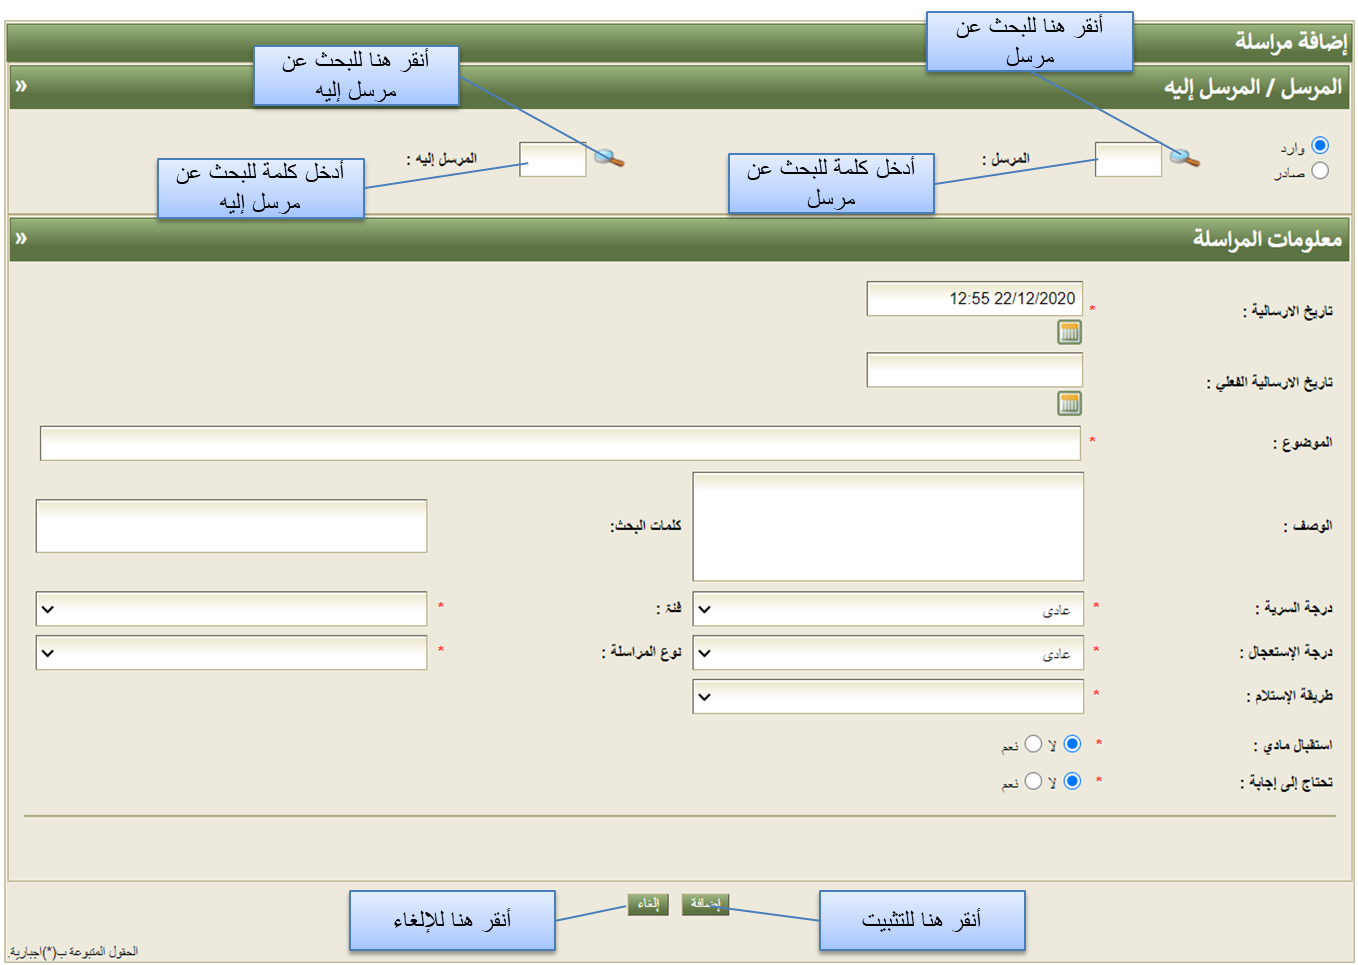 إضافة مراسلة
أنقر هنا للبحث عن
مرسل
المرسل / المرسل إليه
»
أنقر هنا للبحث عن
مرسل إليه
وارد
صادر
المرسل :
أدخل كلمة للبحث عن
مرسل
المرسل إليه :
أدخل كلمة للبحث عن
مرسل إليه
معلومات المراسلة
»
تاريخ الارسالية :
* 12:55 22/12/2020
تاريخ الارسالية الفعلي :
الموضوع :
*
الوصف :
كلمات البحث:
درجة السرية :
* عادى
فئة :
*
درجة الإستعجال :
* عادى
نوع المراسلة :
*
طريقة الإستلام :
*
استقبال مادي :
* لا نعم
تحتاج إلى إجابة :
* لا نعم
أنقر هنا للتثبيت
إضافة
إلغاء
أنقر هنا للإلغاء
الحقول المتبوعة ب(*)اجبارية.